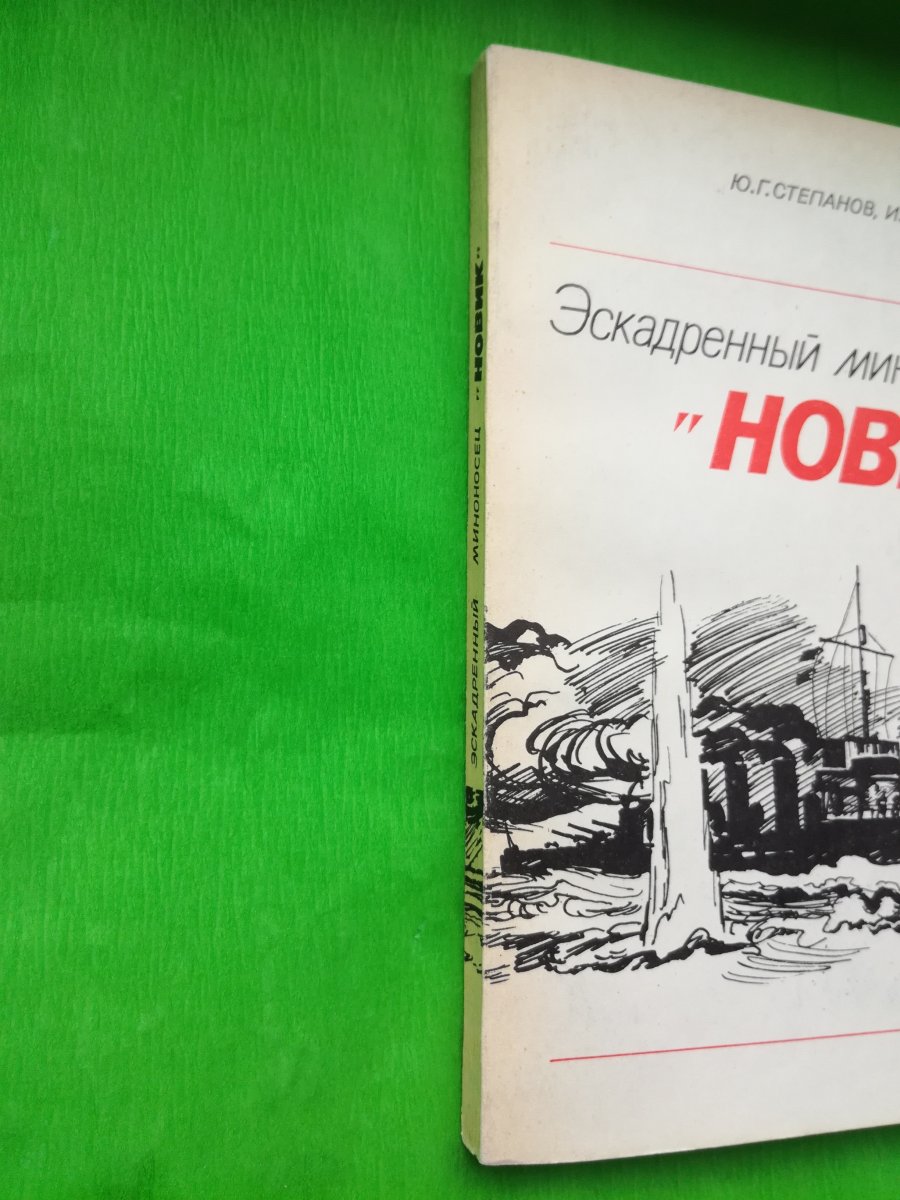 Ю.Г.СТЕПАНОВ, И.
Эскадренный мин
"НОВ
ЭСКАДРЕННЫЙ МИНОНОСЕЦ "НОВИК"